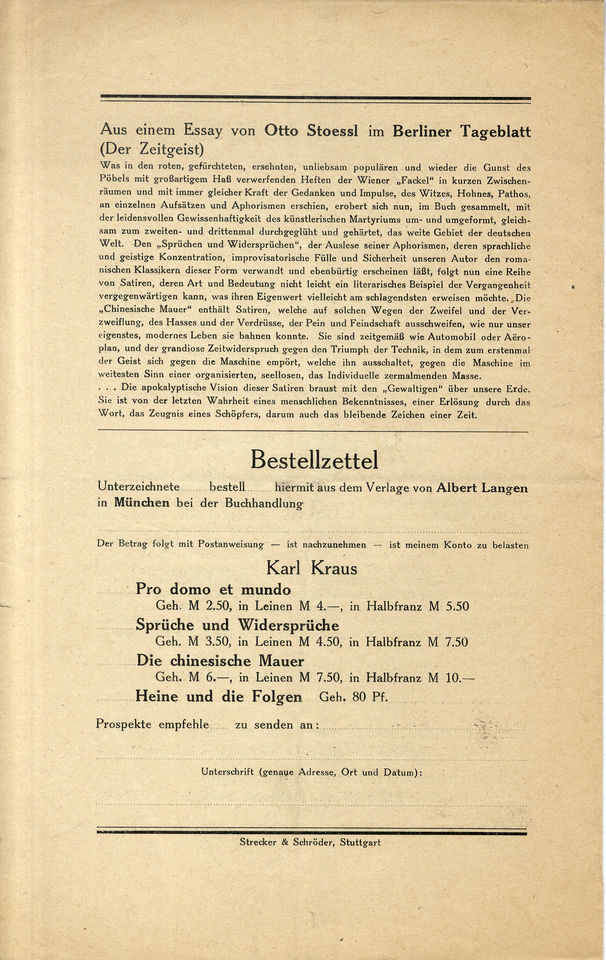 Aus einem Essay von Otto Stoessl im Berliner Tageblatt
(Der Zeitgeist)
Was in den roten, gefürchteten, ersehnten, unliebsam populären und wieder die Gunst des
Pöbels mit großartigem Haß verwerfenden Heften der Wiener „Fackel" in kurzen Zwischen-
räumen und mit immer gleicher Kraft der Gedanken und Impulse, des Witzes, Hohnes, Pathos,
an einzelnen Aufsätzen und Aphorismen erschien, erobert sich nun, im Buch gesammelt, mit
der leidensvollen Gewissenhaftigkeit des künstlerischen Martyriums um- und umgeformt, gleich-
sam zum zweiten- und drittenmal durchgeglüht und gehärtet, das weite Gebiet der deutschen
Welt. Den „Sprüchen und Widersprüchen", der Auslese seiner Aphorismen, deren sprachliche
und geistige Konzentration, improvisatorische Fülle und Sicherheit unseren Autor den roma-
nischen Klassikern dieser Form verwandt und ebenbürtig erscheinen läßt, folgt nun eine Reihe
von Satiren, deren Art und Bedeutung nicht leicht ein literarisches Beispiel der Vergangenheit
vergegenwärtigen kann, was ihren Eigenwert vielleicht am schlagendsten erweisen möchte. Die
„Chinesische Mauer" enthält Satiren, welche auf solchen Wegen der Zweifel und der Ver-
zweiflung, des Hasses und der Verdrüsse, der Pein und Feindschaft ausschweifen, wie nur unser
eigenstes, modernes Leben sie bahnen konnte. Sie sind zeitgemäß wie Automobil oder Aëro-
plan, und der grandiose Zeitwiderspruch gegen den Triumph der Technik, in dem zum erstenmal
der Geist sich gegen die Maschine empört, welche ihn ausschaltet, gegen die Maschine im
weitesten Sinn einer organisierten, seellosen, das Individuelle zermalmenden Masse.
. . . Die apokalyptische Vision dieser Satiren braust mit den „Gewaltigen" über unsere Erde.
Sie ist von der letzten Wahrheit eines menschlichen Bekenntnisses, einer Erlösung durch das
Wort, das Zeugnis eines Schöpfers, darum auch das bleibende Zeichen einer Zeit.
Bestellzettel
Unterzeichnete........ bestell........ hiermit aus dem Verlage von Albert Langen
in München bei der Buchhandlung
Der Betrag folgt mit Postanweisung — ist nachzunehmen — ist meinem Konto zu belasten
Karl Kraus
Pro domo et mundo
Geh. M 2.50, in Leinen M 4.—, in Halbfranz M 5.50
Sprüche und Widersprüche
Geh. M 3.50, in Leinen M 4.50, in Halbfranz M 7.50
Die chinesische Mauer
Geh. M 6.—, in Leinen M 7.50, in Halbfranz M 10.—
Heine und die Folgen Geh. 80 Pf.
Prospekte empfehle...... zu senden an:
Unterschrift (genaue Adresse, Ort und Datum):
Strecker & Schröder, Stuttgart